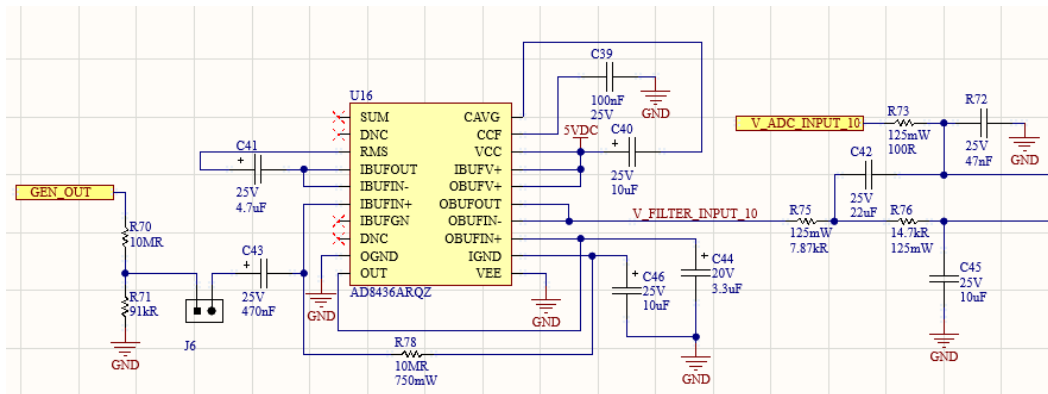 C39
100nF
25V
GND
U16
SUM
DNC
RMS
IBUFOUT
IBUFIN-
IBUFIN+
IBUFGN
DNC
OGND
OUT
CAVG
CCF
VCC
IBUFV+
OBUFV+
OBUFOUT
OBUFIN-
OBUFIN+
IGND
VEE
AD8436ARQZ
5VDC
C40
+
25V
10uF
C41
+
25V
4.7uF
GEN_OUT
R70
10MR
R71
91kR
GND
J6
C43
+
25V
470nF
GND
GND
R78
10MR
750mW
C46
+
25V
10uF
C44
+
20V
3.3uF
GND
V_FILTER_INPUT_10
V_ADC_INPUT_10
R73
125mW
100R
R72
25V
47nF
GND
C42
25V
22uF
R75
125mW
7.87kR
R76
14.7kR
125mW
C45
25V
10uF
GND